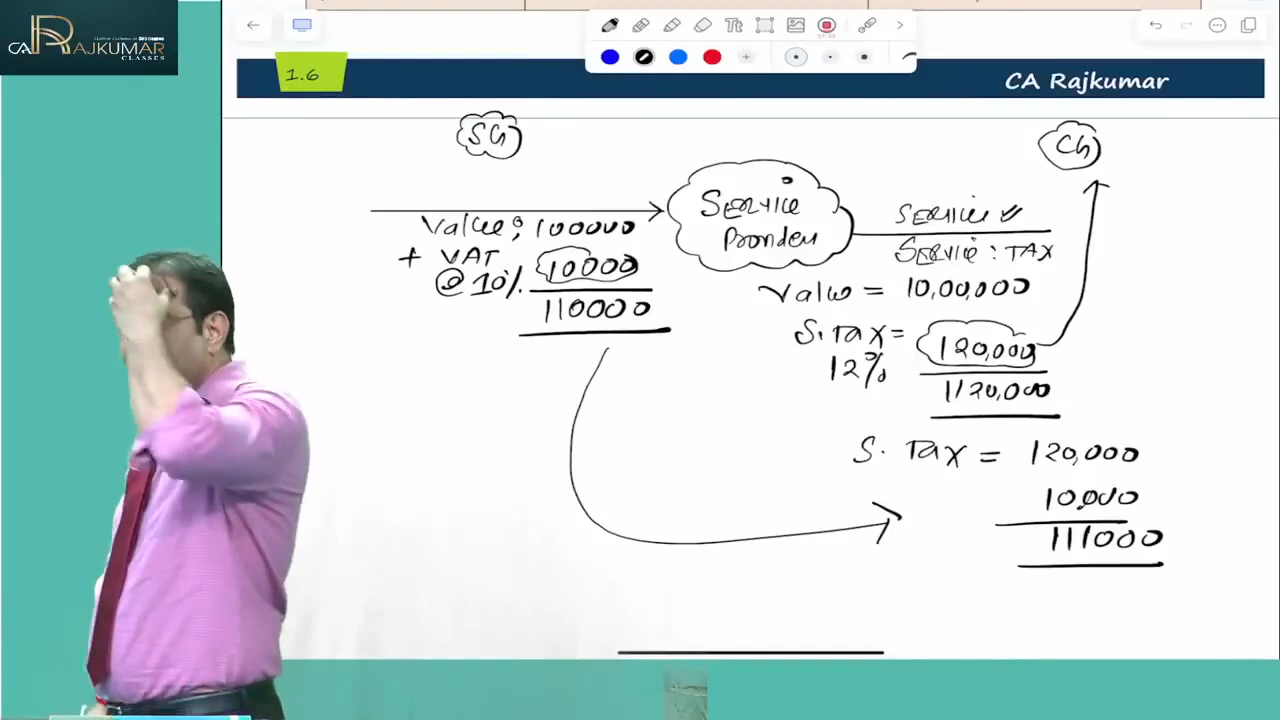 CA RAJKUMAR
CLASSES
1.6
CA Rajkumar
SG
CG
Value: 100000
+ VAT
@ 10%
10000
110000
SERVICE
Provider
SERVICE ✓
SERVICE : TAX
Value = 10,00,000
S. TAX =
12%
120,000
1120,000
S. TAX = 120,000
10,000
111000